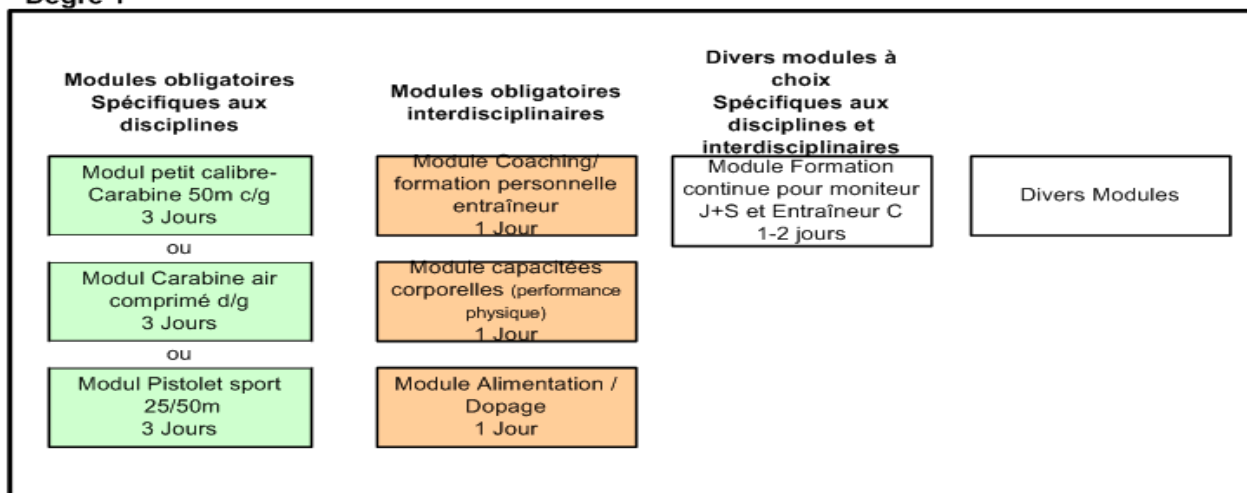 Modules obligatoires
Spécifiques aux
disciplines
Modul petit calibre-
Carabine 50m c/g
3 Jours
ou
Modul Carabine air
comprimé d/g
3 Jours
ou
Modul Pistolet sport
25/50m
3 Jours
Modules obligatoires
interdisciplinaires
Module Coaching/
formation personnelle
entraîneur
1 Jour
Module capacitées
corporelles (performance
physique)
1 Jour
Module Alimentation /
Dopage
1 Jour
Divers modules à
choix
Spécifiques aux
disciplines et
interdisciplinaires
Module Formation
continue pour moniteur
J+S et Entraîneur C
1-2 jours
Divers Modules